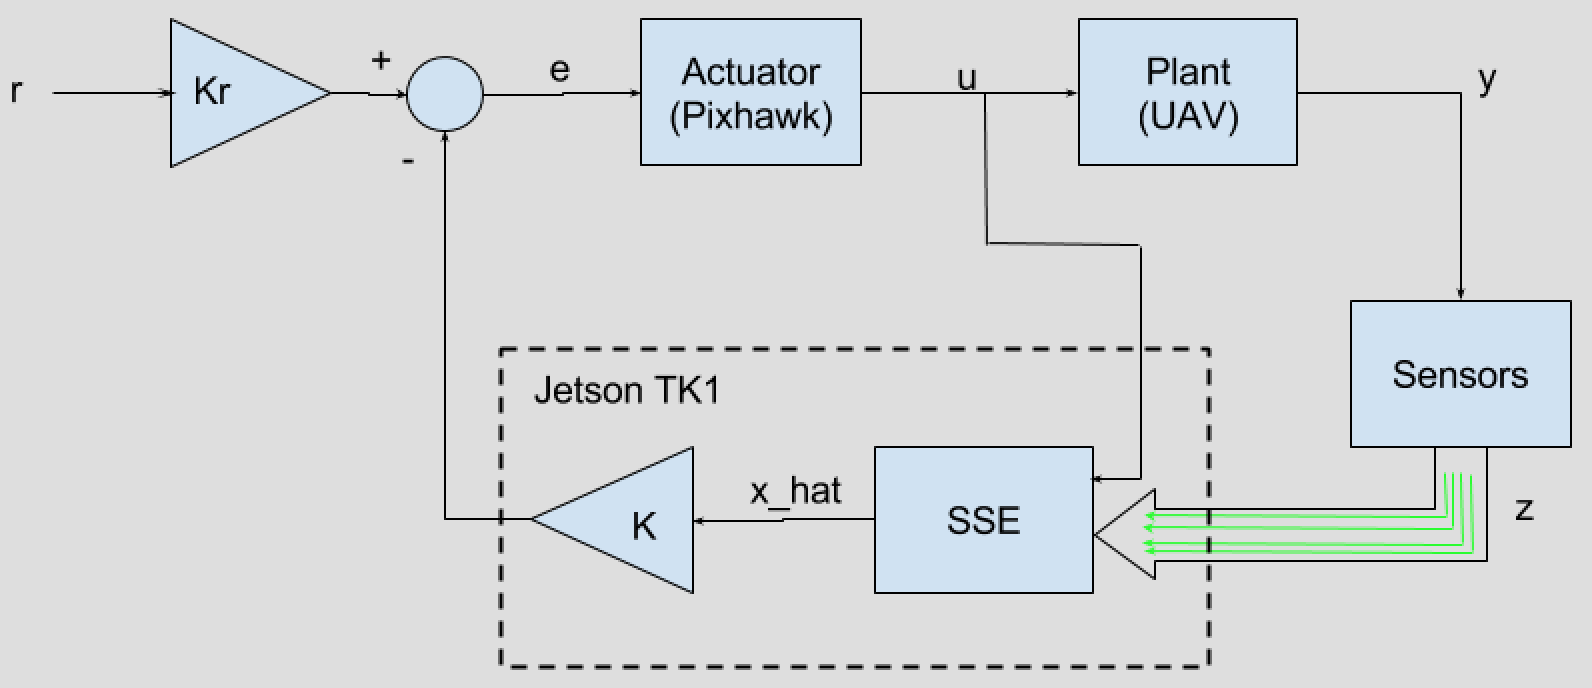 r
Kr
+
-
e
Actuator
(Pixhawk)
u
Plant
(UAV)
y
Sensors
z
Jetson TK1
K
x_hat
SSE